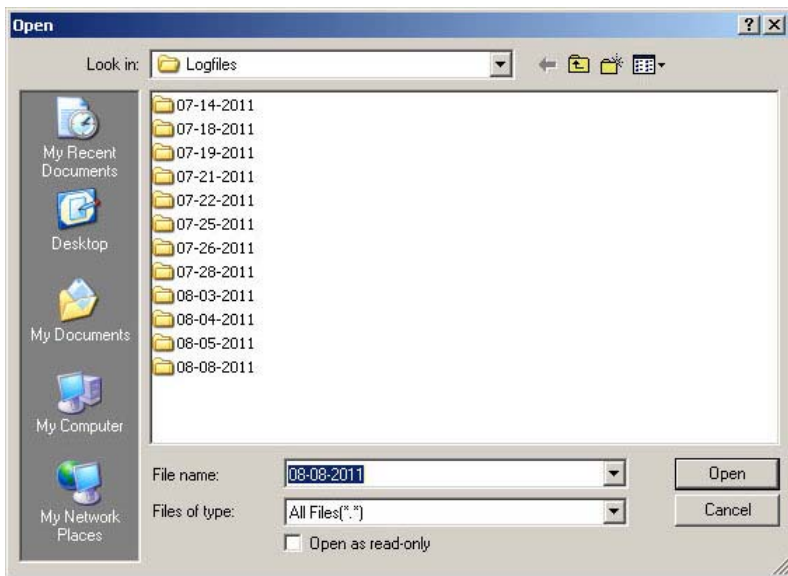 Open
Look in:
Logfiles
07-14-2011
07-18-2011
07-19-2011
07-21-2011
07-22-2011
07-25-2011
07-26-2011
07-28-2011
08-03-2011
08-04-2011
08-05-2011
08-08-2011
My Recent
Documents
Desktop
My Documents
My Computer
My Network
Places
File name:
08-08-2011
Open
Files of type:
All Files(*.*)
Cancel
Open as read-only